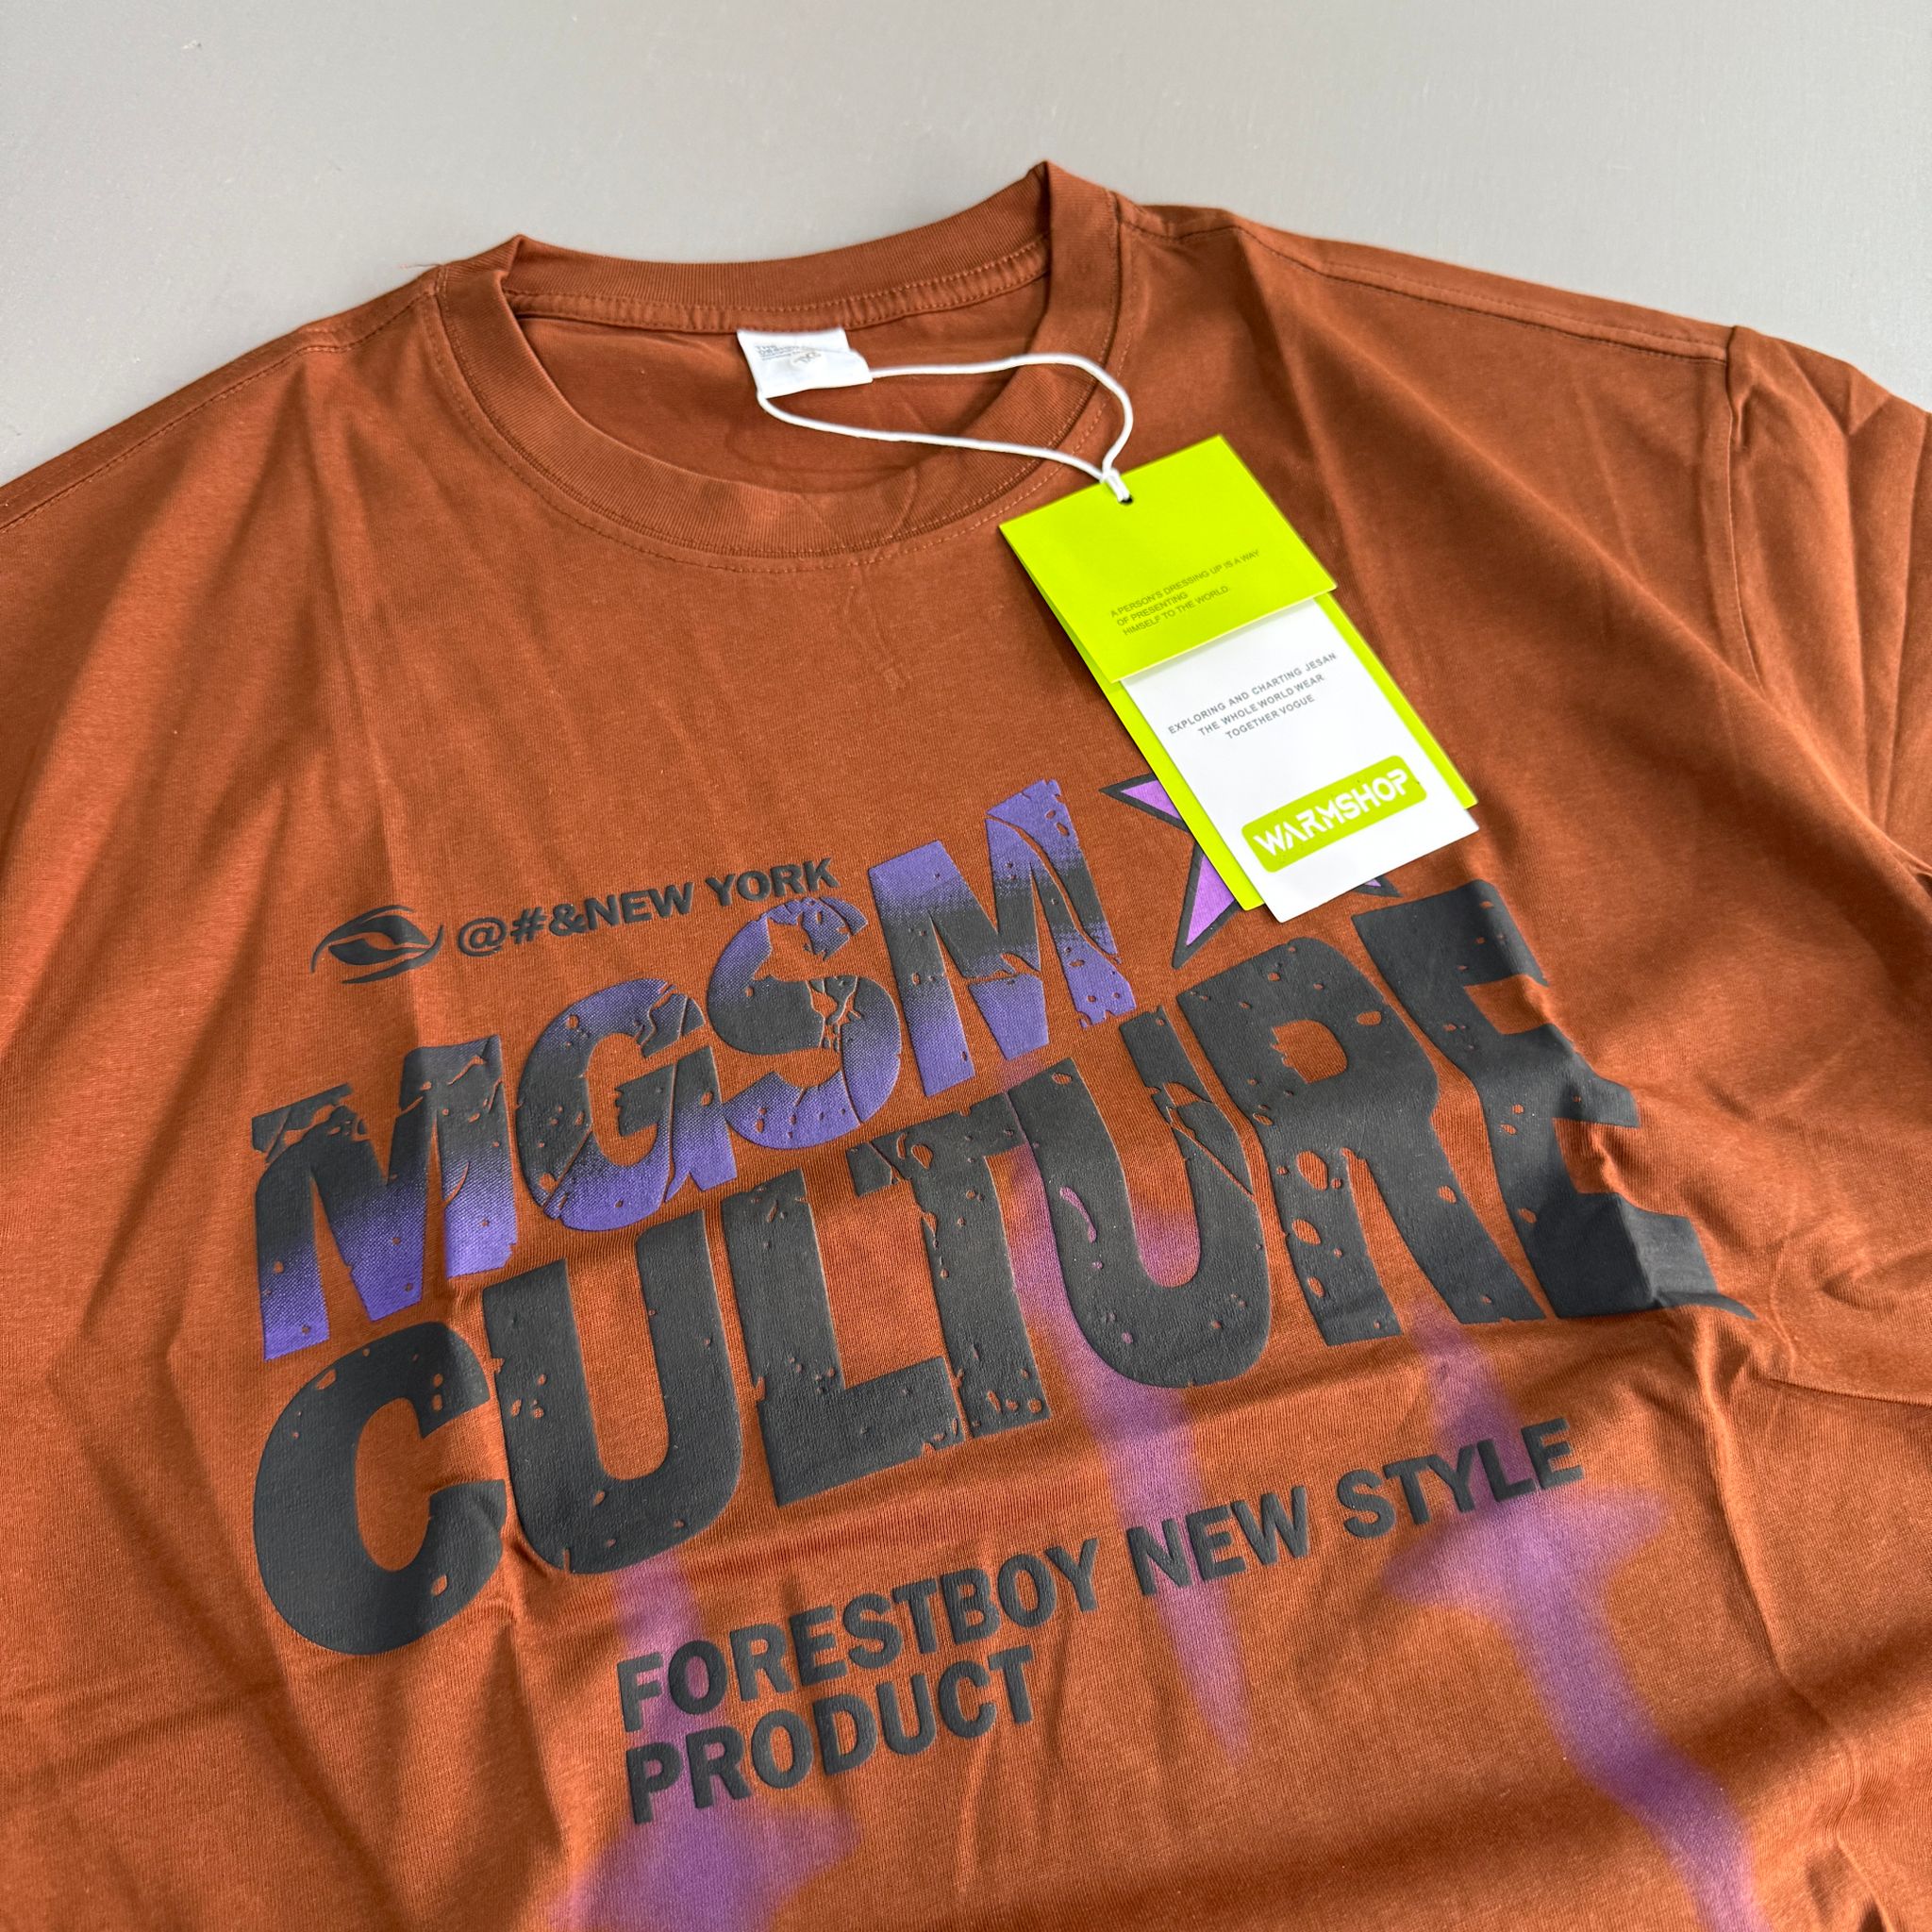 THE
A PERSON'S DRESSING UP IS A WAY
OF PRESENTING
HIMSELF TO THE WORLD.
EXPLORING AND CHARTING JESAN
THE WHOLE WORLD WEAR
TOGETHER VOGUE
WARMSHOP
@#&NEW YORK
MGSM
CULTURE
FORESTBOY NEW STYLE
PRODUCT